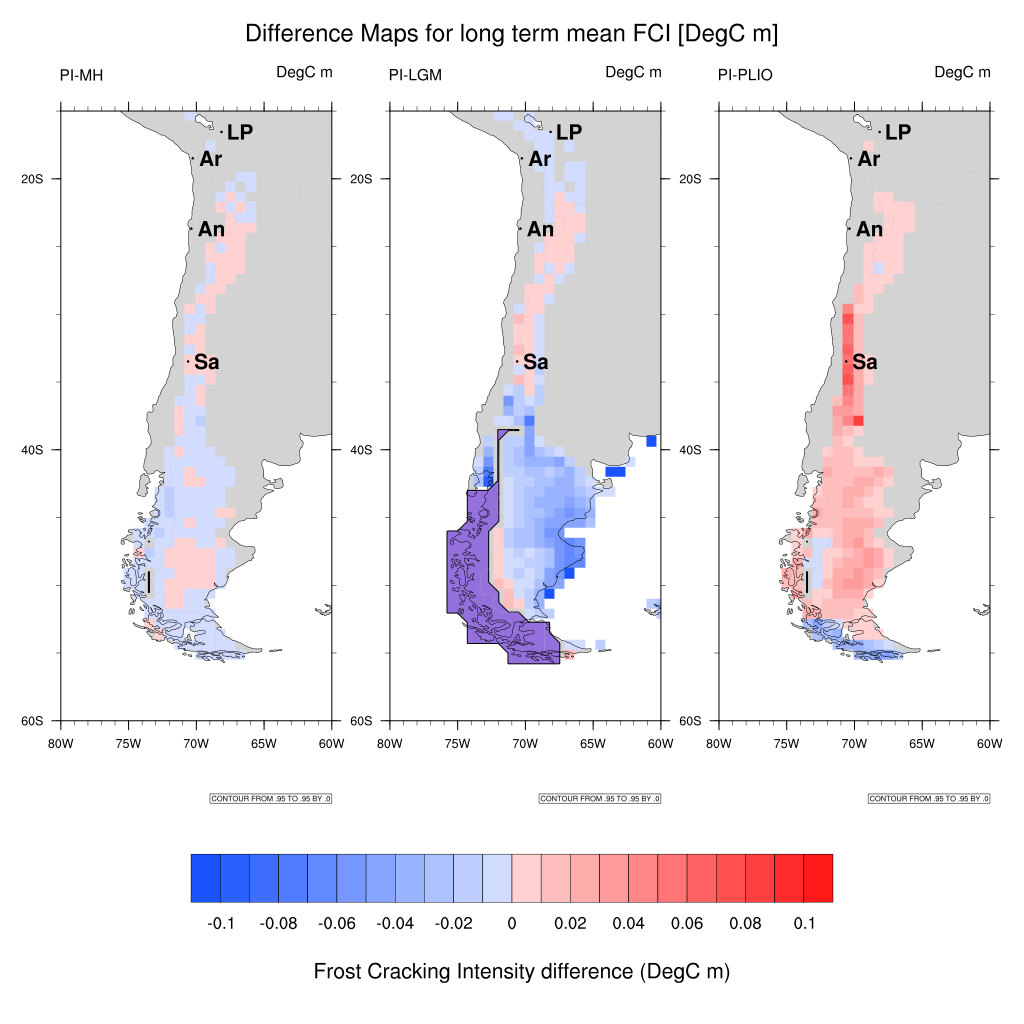 Difference Maps for long term mean FCI [DegC m]
PI-MH DegC m PI-LGM DegC m PI-PLIO DegC m
LP LP LP
Ar Ar Ar
20S 20S 20S
An An An
Sa Sa Sa
40S 40S 40S
60S 60S 60S
80W 75W 70W 65W 60W 80W 75W 70W 65W 60W 80W 75W 70W 65W 60W
CONTOUR FROM .95 TO .95 BY .0 CONTOUR FROM .95 TO .95 BY .0 CONTOUR FROM .95 TO .95 BY .0
-0.1 -0.08 -0.06 -0.04 -0.02 0 0.02 0.04 0.06 0.08 0.1
Frost Cracking Intensity difference (DegC m)